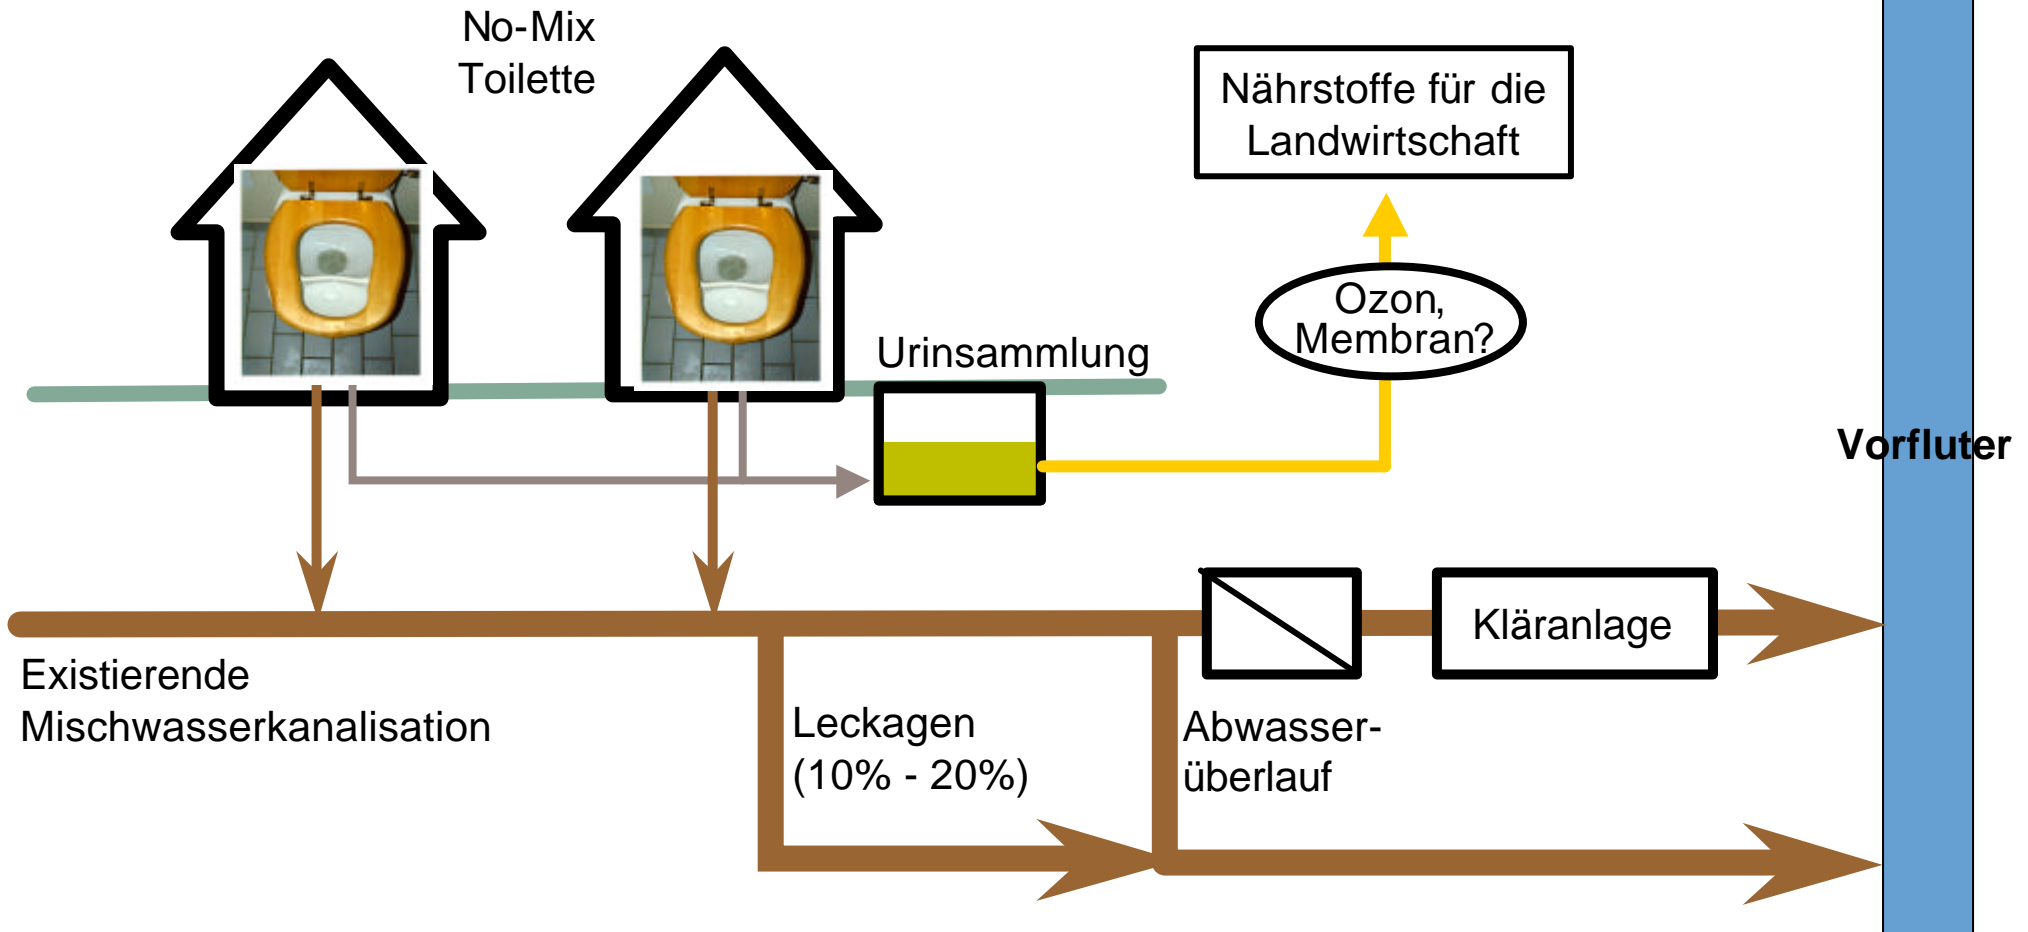 No-Mix
Toilette
Nährstoffe für die
Landwirtschaft
Ozon,
Membran?
Urinsammlung
Vorfluter
Kläranlage
Existierende
Mischwasserkanalisation
Leckagen
(10% - 20%)
Abwasser-
überlauf